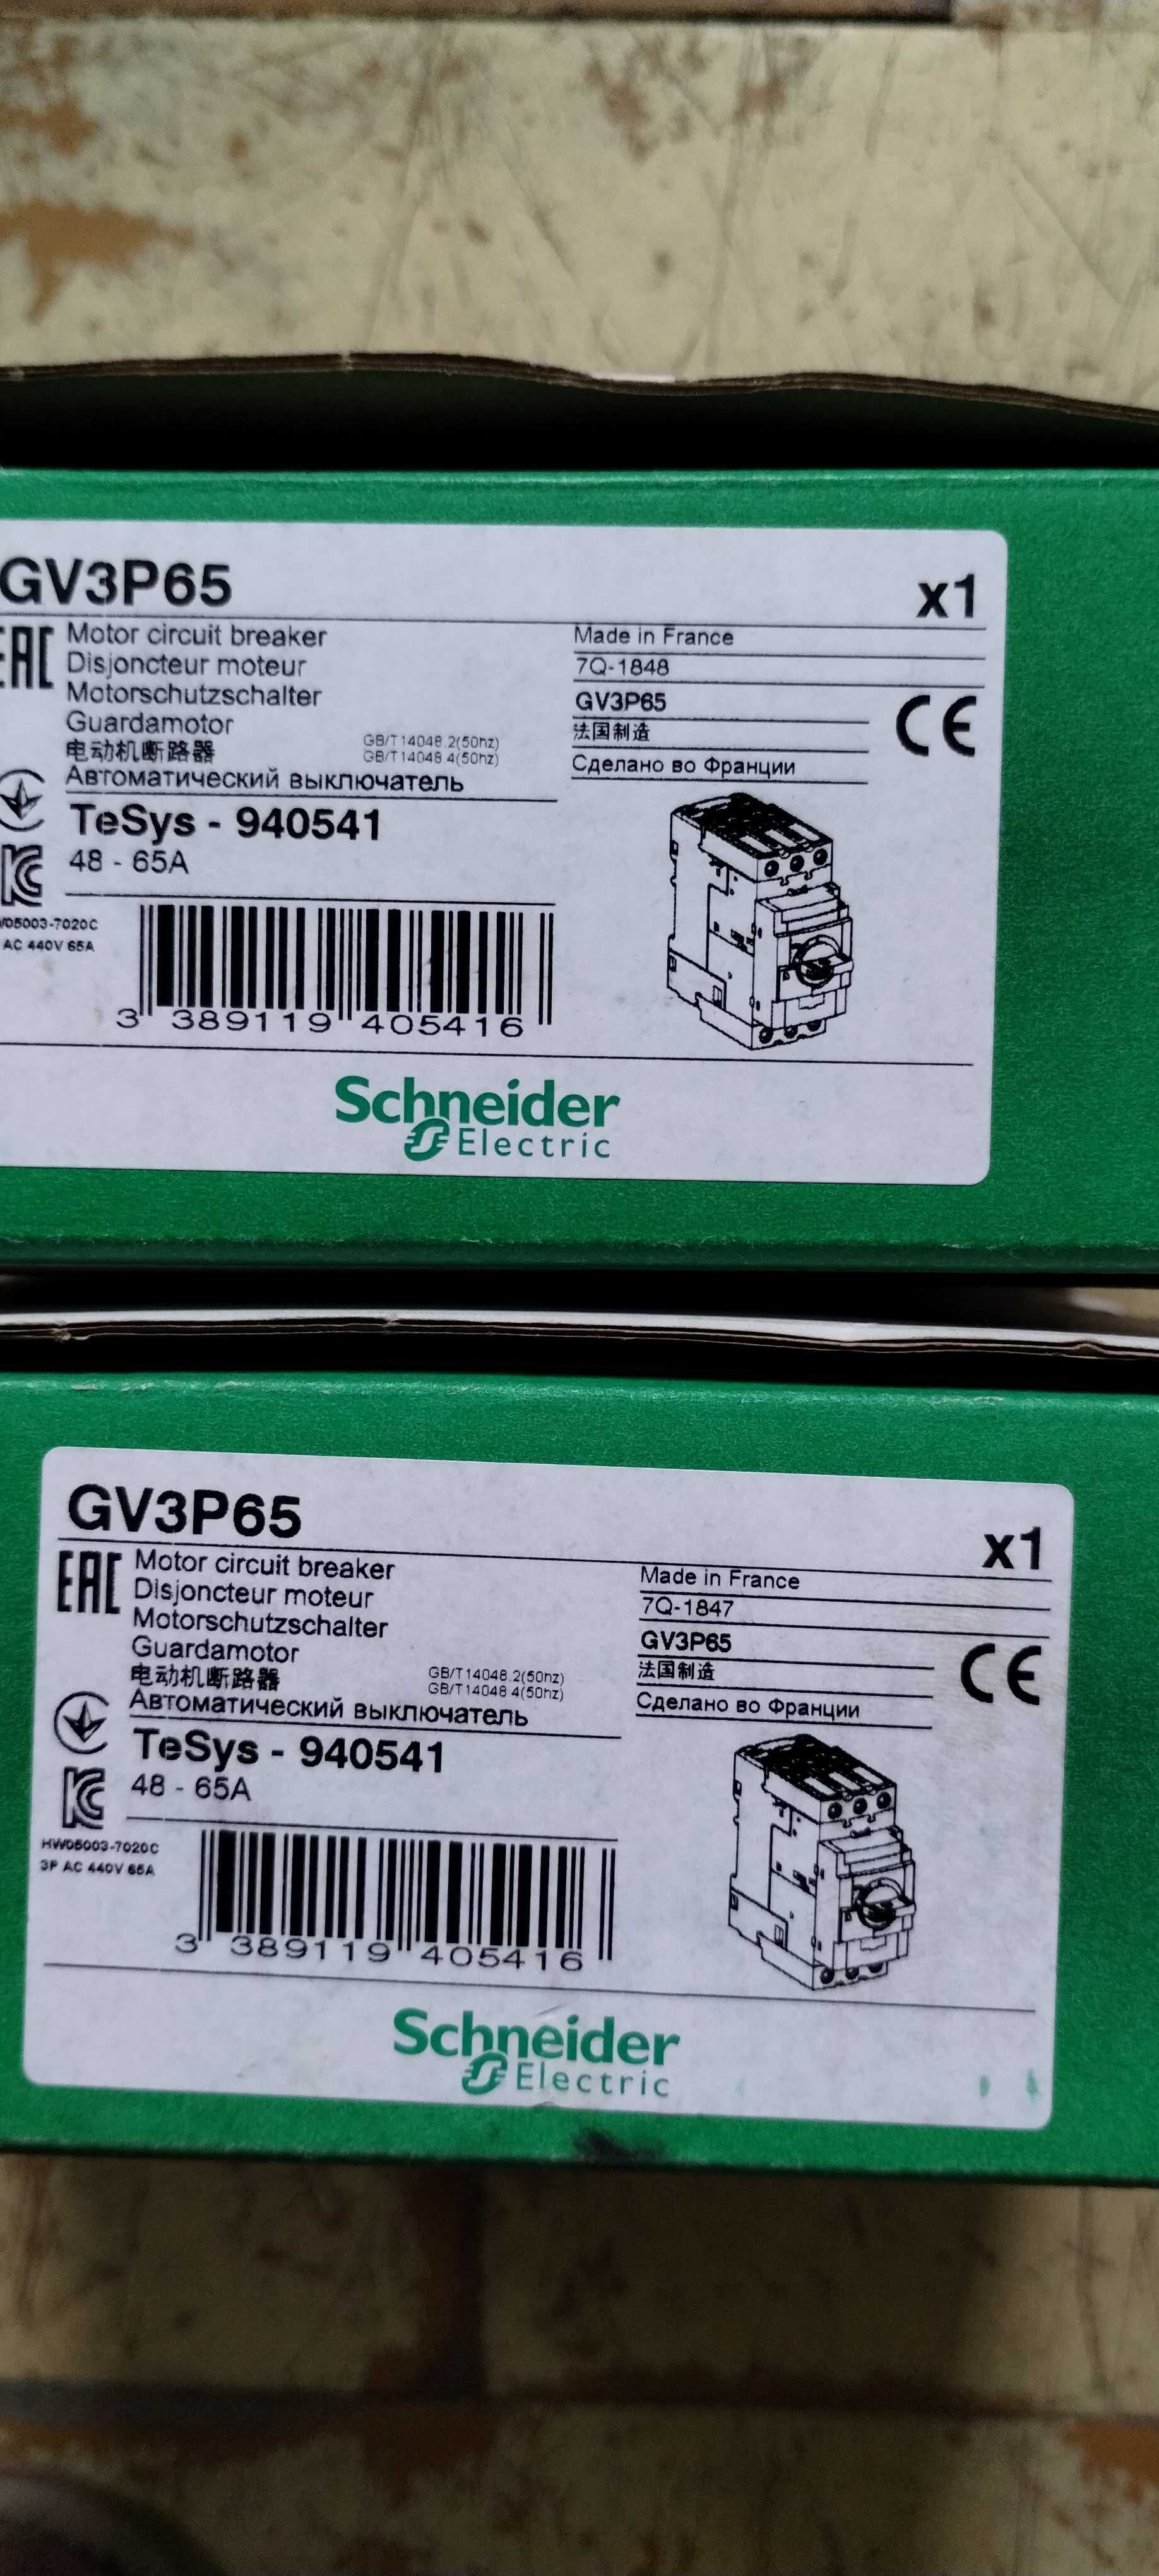 GV3P65
x1
EAC
Motor circuit breaker
Disjoncteur moteur
Motorschutzschalter
Guardamotor
电动机断路器
GB/T14048.2(50hz)
GB/T14048.4(50hz)
Автоматический выключатель
Made in France
7Q-1848
GV3P65
法国制造
Сделано во Франции
CE
TeSys - 940541
48 - 65A
05003-7020C
AC 440V 65A
3 389119 405416
Schneider
Electric
GV3P65
x1
EAC
Motor circuit breaker
Disjoncteur moteur
Motorschutzschalter
Guardamotor
电动机断路器
GB/T14048.2(50hz)
GB/T14048.4(50hz)
Автоматический выключатель
Made in France
7Q-1847
GV3P65
法国制造
Сделано во Франции
CE
TeSys - 940541
48 - 65A
HW05003-7020C
3P AC 440V 65A
3 389119 405416
Schneider
Electric